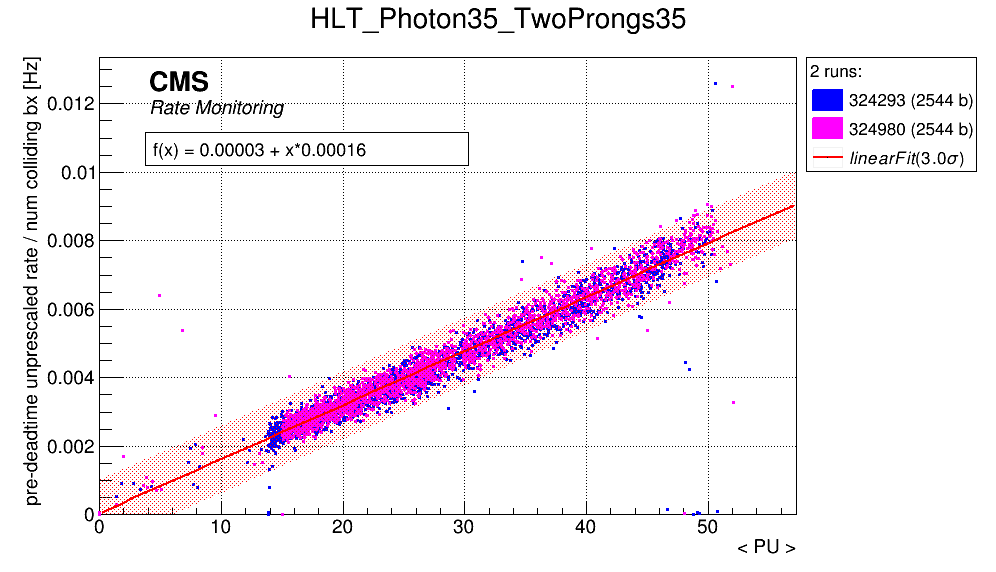 HLT_Photon35_TwoProngs35
CMS
Rate Monitoring
f(x) = 0.00003 + x*0.00016
2 runs:
324293 (2544 b)
324980 (2544 b)
linearFit(3.0σ)
pre-deadtime unprescaled rate / num colliding bx [Hz]
0.012
0.01
0.008
0.006
0.004
0.002
0
0 10 20 30 40 50
< PU >